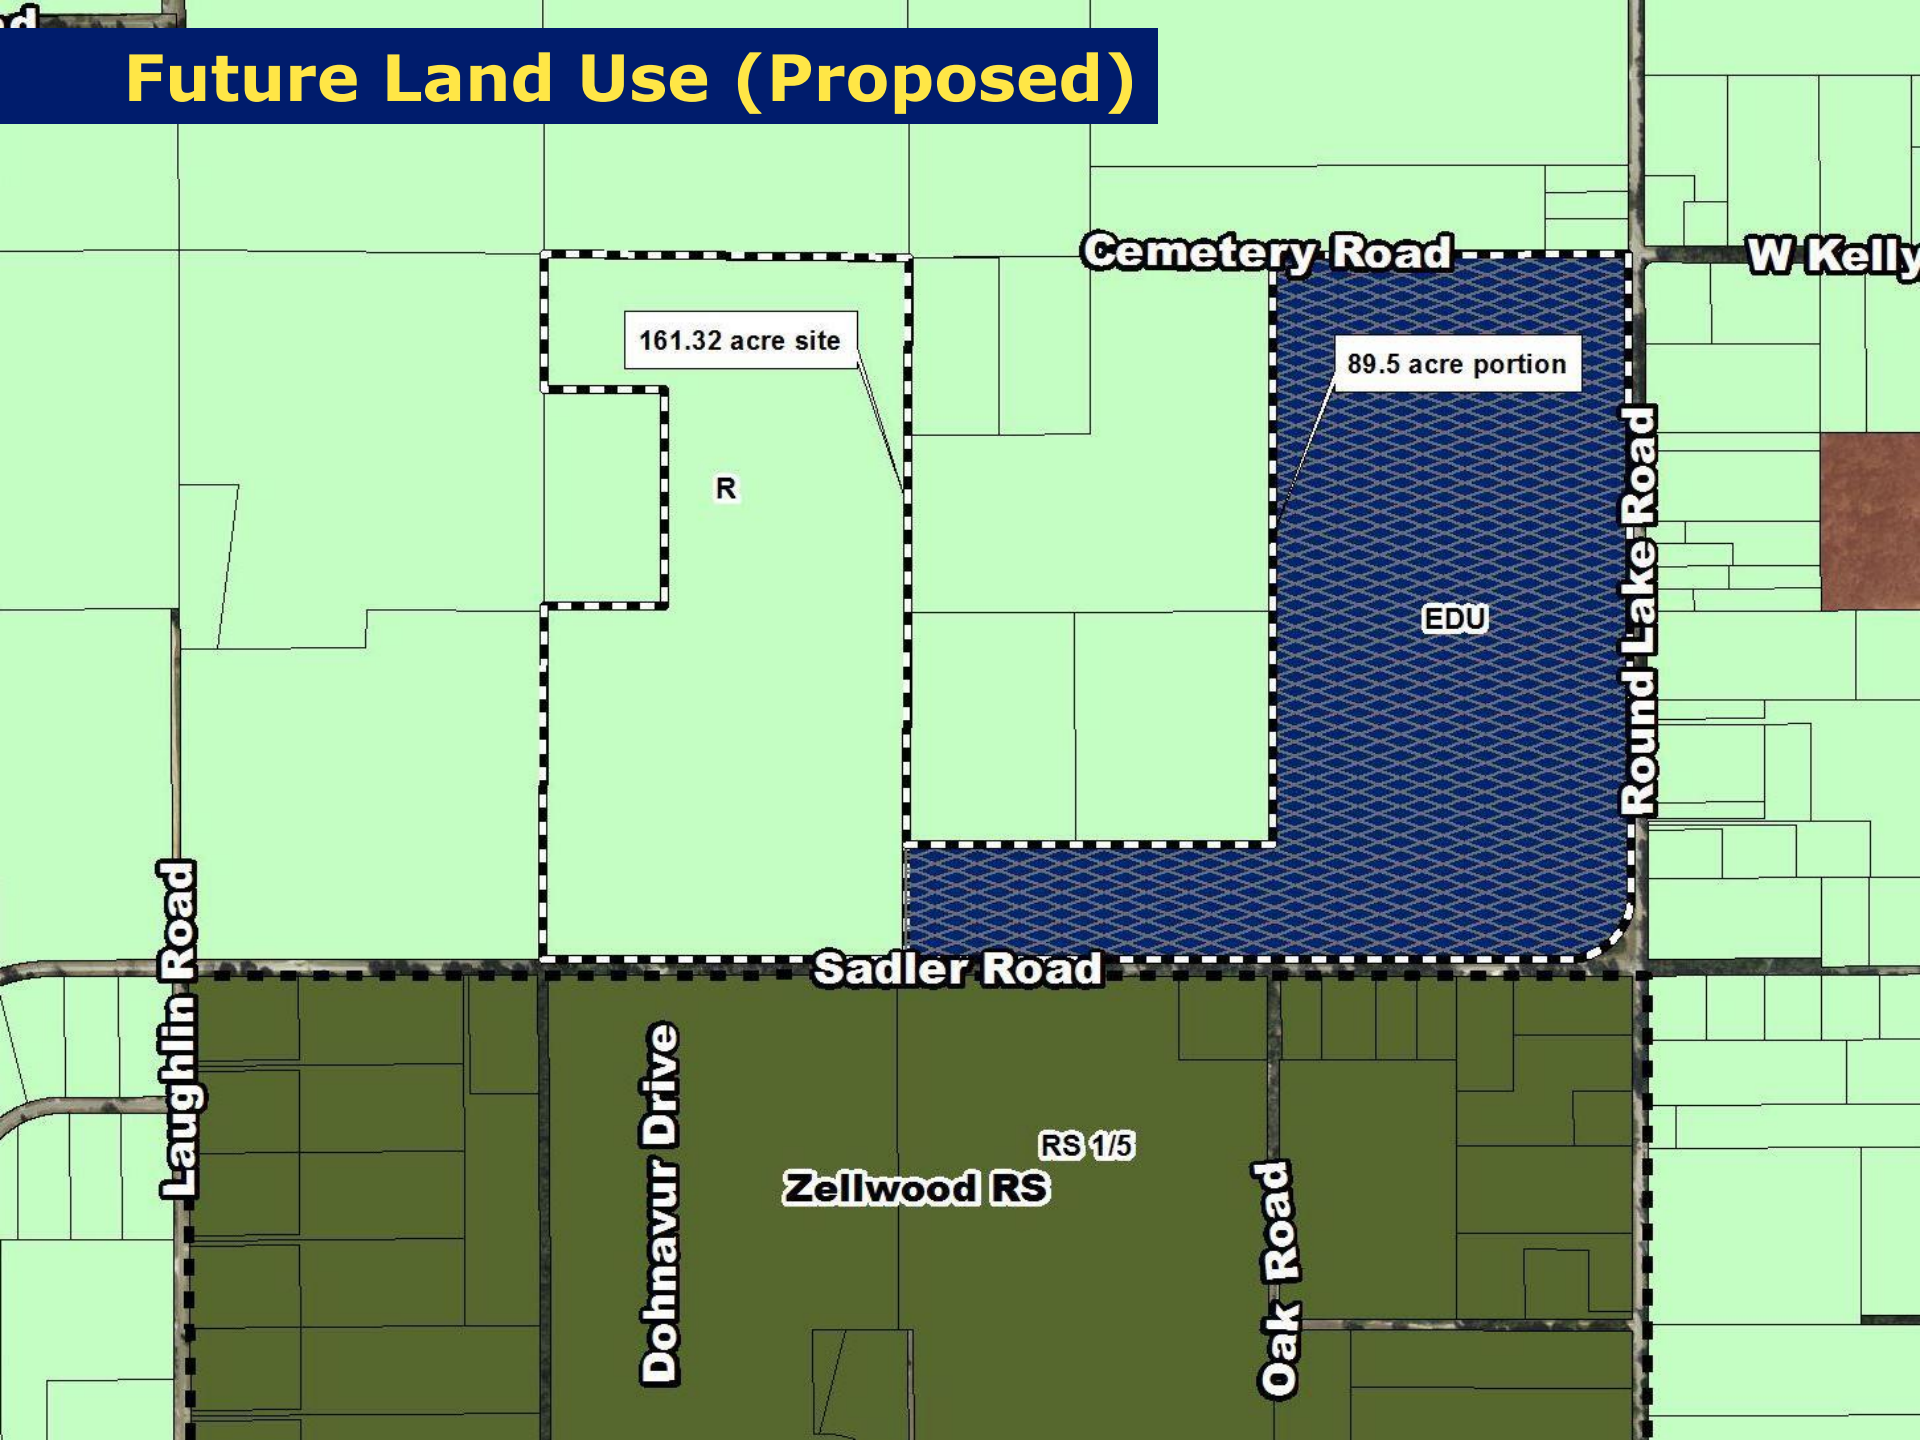 Future Land Use (Proposed)
Cemetery Road
W Kelly
161.32 acre site
89.5 acre portion
R
EDU
Round Lake Road
Laughlin Road
Sadler Road
Dohnavur Drive
RS 1/5
Zellwood RS
Oak Road